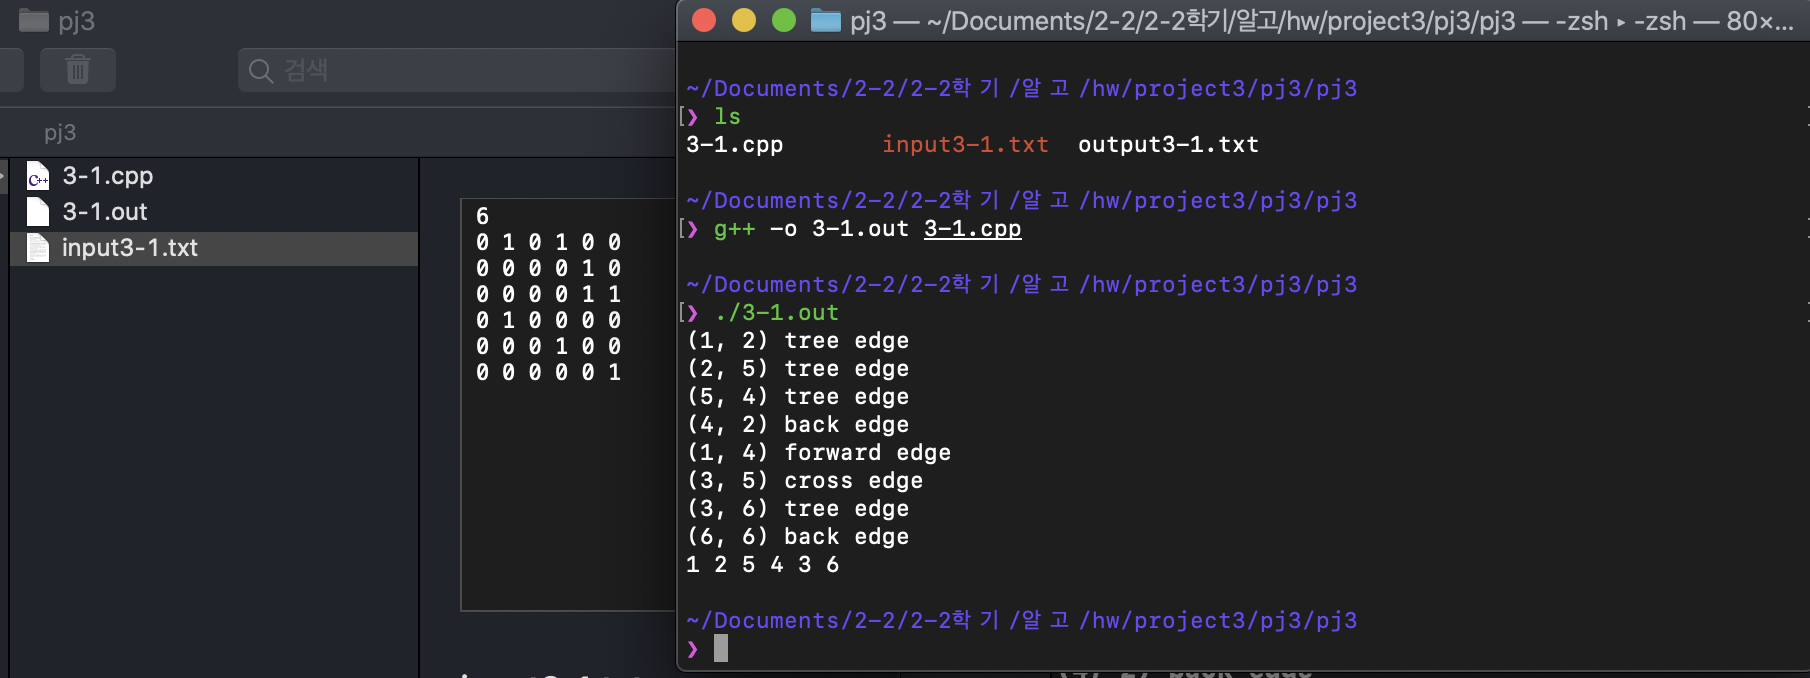 pj3
검색
pj3
3-1.cpp
3-1.out
input3-1.txt
6
0 1 0 1 0 0
0 0 0 0 1 0
0 0 0 0 1 1
0 1 0 0 0 0
0 0 0 1 0 0
0 0 0 0 0 1
pj3 — ~/Documents/2-2/2-2학기/알고/hw/project3/pj3/pj3 — -zsh ▸ -zsh — 80×...
~/Documents/2-2/2-2학 기 /알 고 /hw/project3/pj3/pj3
[❯ ls
3-1.cpp input3-1.txt output3-1.txt
~/Documents/2-2/2-2학 기 /알 고 /hw/project3/pj3/pj3
[❯ g++ -o 3-1.out 3-1.cpp
~/Documents/2-2/2-2학 기 /알 고 /hw/project3/pj3/pj3
[❯ ./3-1.out
(1, 2) tree edge
(2, 5) tree edge
(5, 4) tree edge
(4, 2) back edge
(1, 4) forward edge
(3, 5) cross edge
(3, 6) tree edge
(6, 6) back edge
1 2 5 4 3 6
~/Documents/2-2/2-2학 기 /알 고 /hw/project3/pj3/pj3
❯